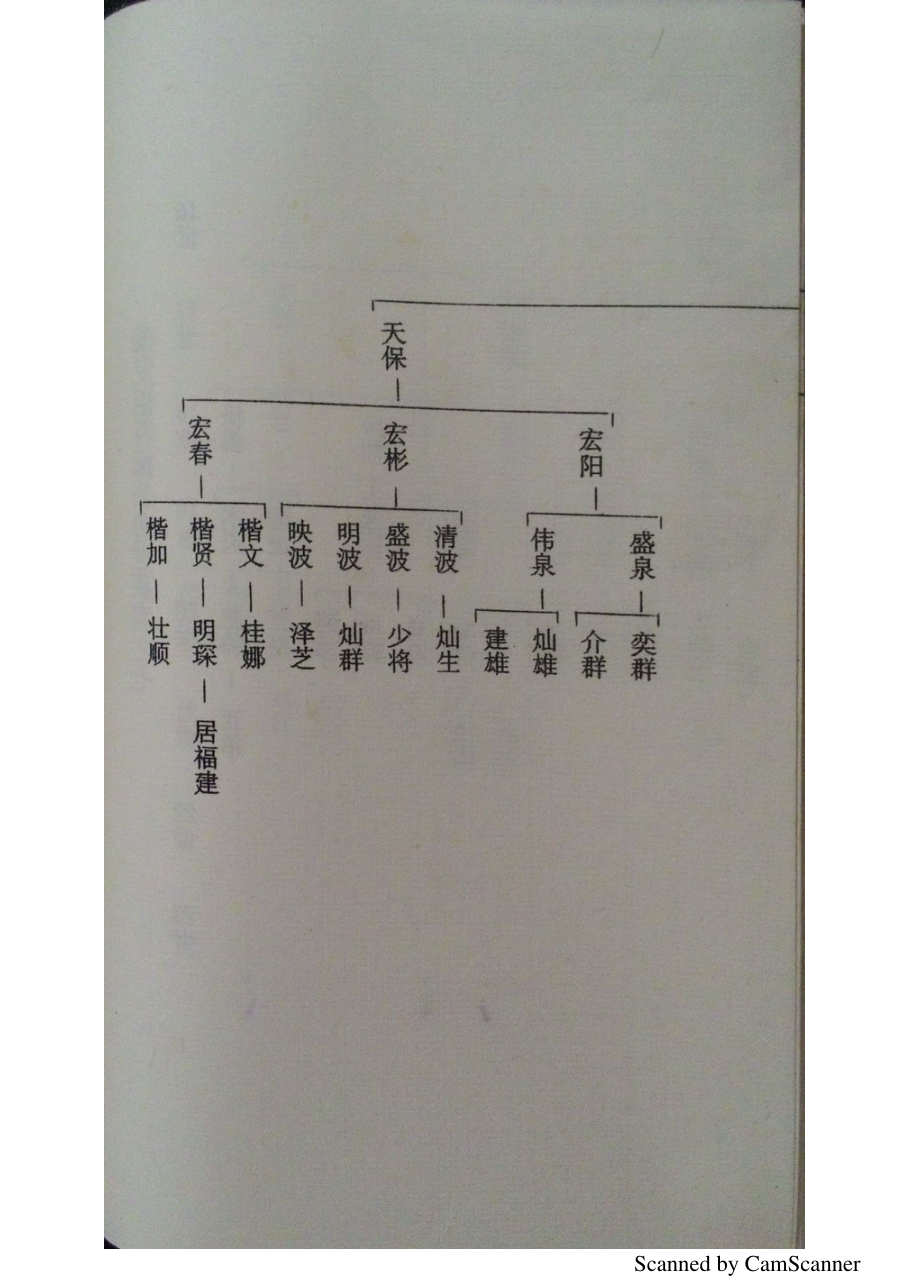 天保
宏阳
宏彬
宏春
盛泉
伟泉
清波
盛波
明波
映波
楷文
楷贤
楷加
奕群
介群
灿雄
建雄
灿生
少将
灿群
泽芝
桂娜
明琛
壮顺
居福建
Scanned by CamScanner